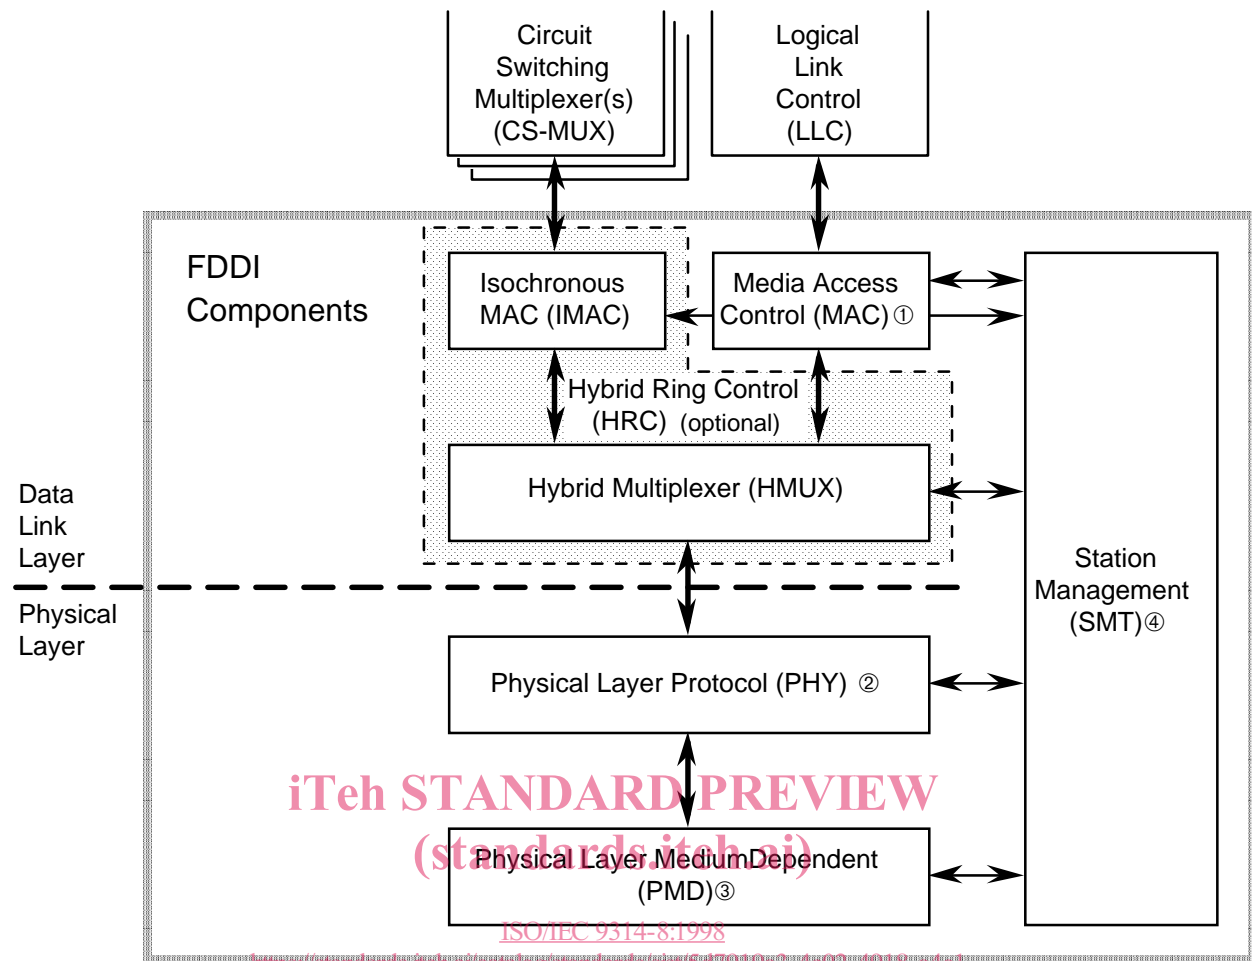 Circuit
Switching
Multiplexer(s)
(CS-MUX)
Logical
Link
Control
(LLC)
FDDI
Components
Isochronous
MAC (IMAC)
Media Access
Control (MAC) ①
Hybrid Ring Control
(HRC) (optional)
Hybrid Multiplexer (HMUX)
Data
Link
Layer
Physical
Layer
Station
Management
(SMT) ④
Physical Layer Protocol (PHY) ②
iTeh STANDARD PREVIEW
(standards.iteh.ai)
Physical Layer MediumDependent
(PMD) ③
ISO/IEC 9314-8:1998